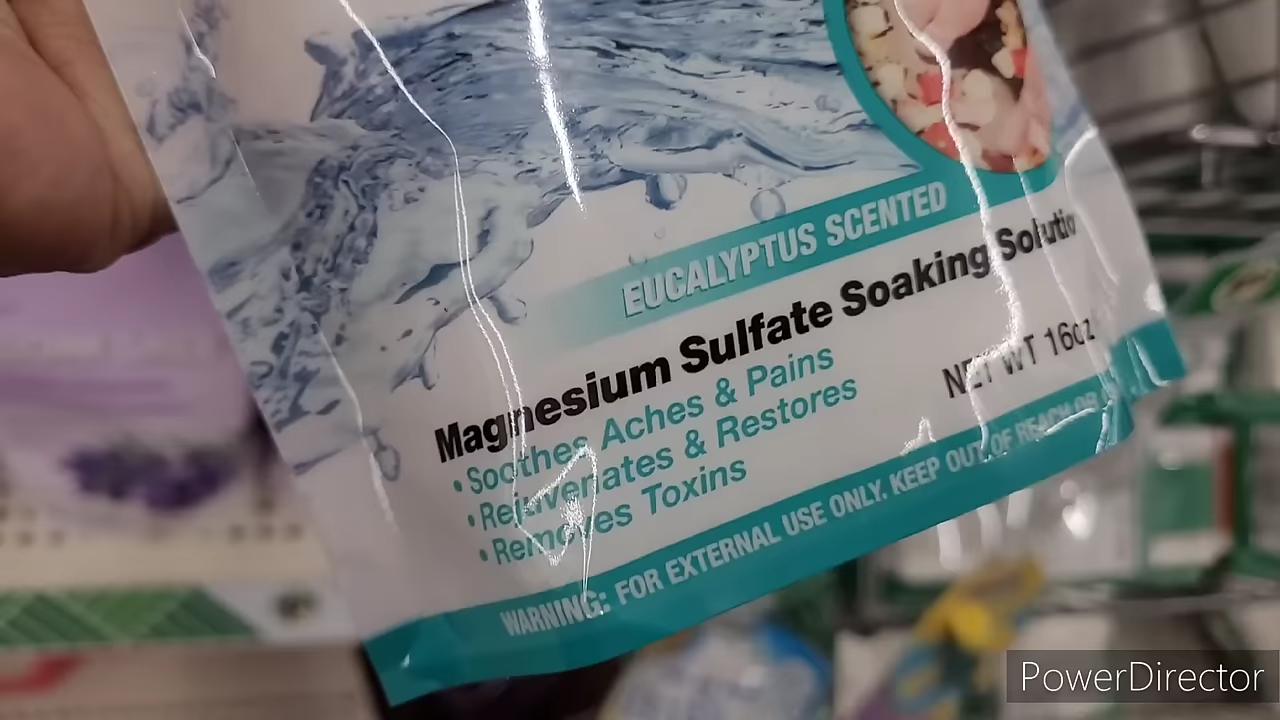 EUCALYPTUS SCENTED
Magnesium Sulfate Soaking Solutio
NET WT 16oz
• Soothes Aches & Pains
• Rejuvenates & Restores
• Removes Toxins
WARNING: FOR EXTERNAL USE ONLY. KEEP OUT OF REACH OF
PowerDirector